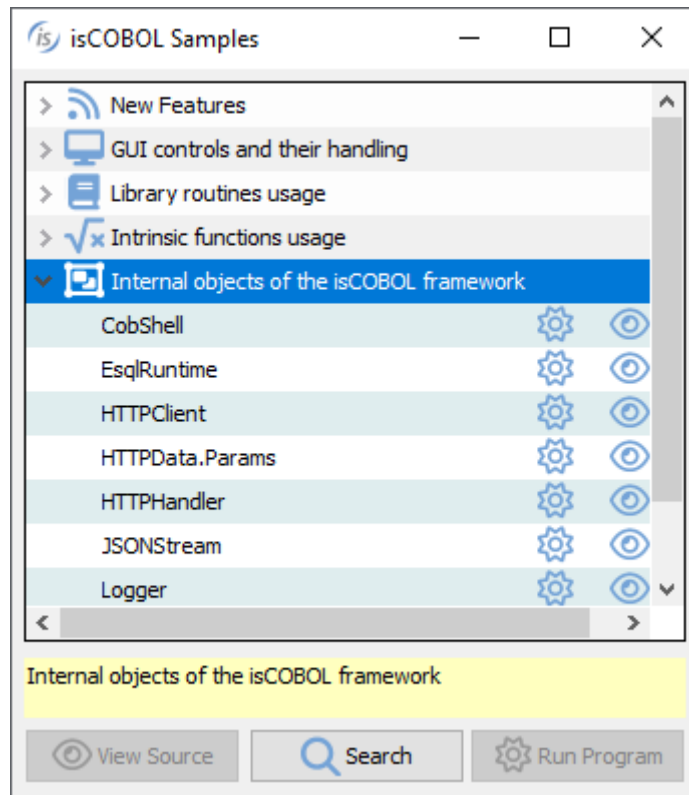 isCOBOL Samples
New Features
GUI controls and their handling
Library routines usage
Intrinsic functions usage
Internal objects of the isCOBOL framework
CobShell
EsqlRuntime
HTTPClient
HTTPData.Params
HTTPHandler
JSONStream
Logger
Internal objects of the isCOBOL framework
View Source Search Run Program